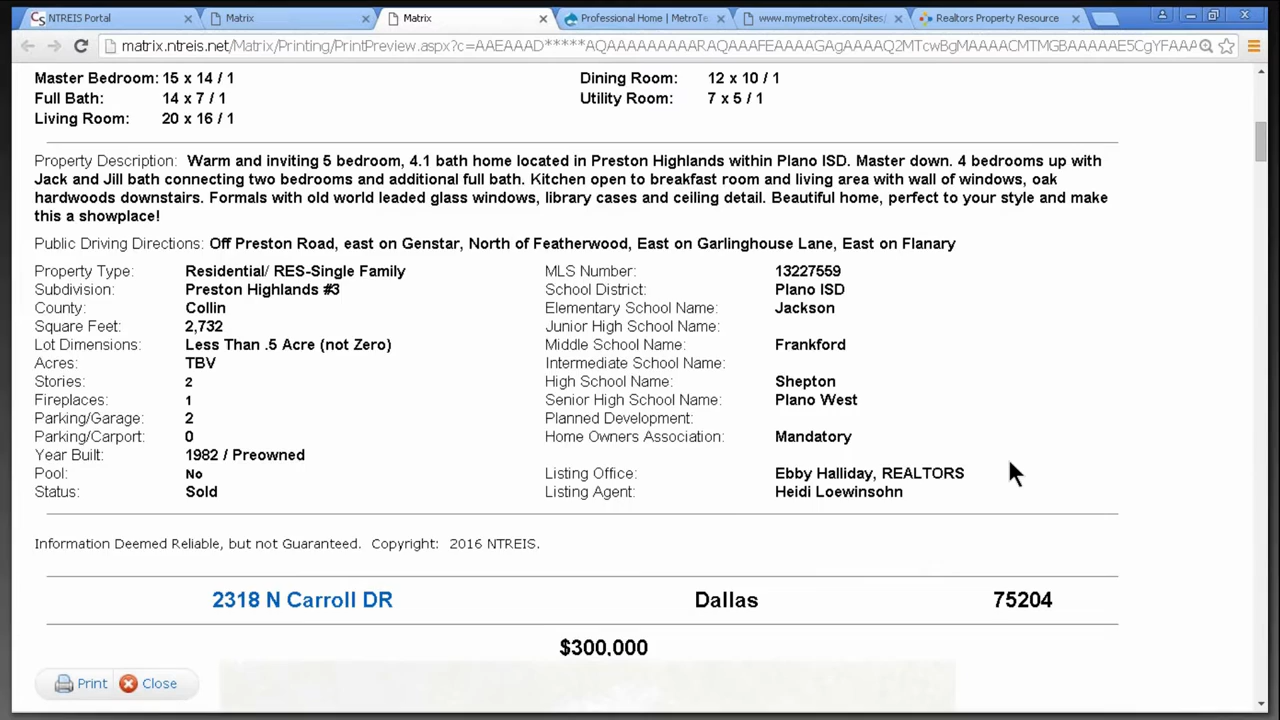 NTREIS Portal
Matrix
Matrix
Professional Home | MetroTe
www.mymetrotex.com/sites/
Realtors Property Resource
matrix.ntreis.net/Matrix/Printing/PrintPreview.aspx?c=
Master Bedroom: 15 x 14 / 1 Dining Room: 12 x 10 / 1
Full Bath: 14 x 7 / 1 Utility Room: 7 x 5 / 1
Living Room: 20 x 16 / 1
Property Description: Warm and inviting 5 bedroom, 4.1 bath home located in Preston Highlands within Plano ISD. Master down. 4 bedrooms up with
Jack and Jill bath connecting two bedrooms and additional full bath. Kitchen open to breakfast room and living area with wall of windows, oak
hardwoods downstairs. Formals with old world leaded glass windows, library cases and ceiling detail. Beautiful home, perfect to your style and make
this a showplace!
Public Driving Directions: Off Preston Road, east on Genstar, North of Featherwood, East on Garlinghouse Lane, East on Flanary
Property Type: Residential/ RES-Single Family MLS Number: 13227559
Subdivision: Preston Highlands #3 School District: Plano ISD
County: Collin Elementary School Name: Jackson
Square Feet: 2,732 Junior High School Name:
Lot Dimensions: Less Than .5 Acre (not Zero) Middle School Name: Frankford
Acres: TBV Intermediate School Name:
Stories: 2 High School Name: Shepton
Fireplaces: 1 Senior High School Name: Plano West
Parking/Garage: 2 Planned Development:
Parking/Carport: 0 Home Owners Association: Mandatory
Year Built: 1982 / Preowned
Pool: No Listing Office: Ebby Halliday, REALTORS
Status: Sold Listing Agent: Heidi Loewinsohn
Information Deemed Reliable, but not Guaranteed. Copyright: 2016 NTREIS.
2318 N Carroll DR Dallas 75204
$300,000
Print Close